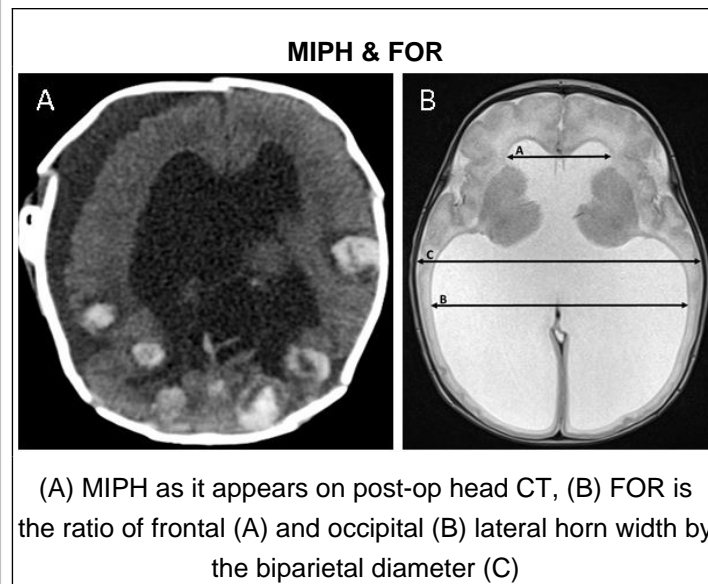 MIPH & FOR
A
B
A
C
B
(A) MIPH as it appears on post-op head CT, (B) FOR is
the ratio of frontal (A) and occipital (B) lateral horn width by
the biparietal diameter (C)